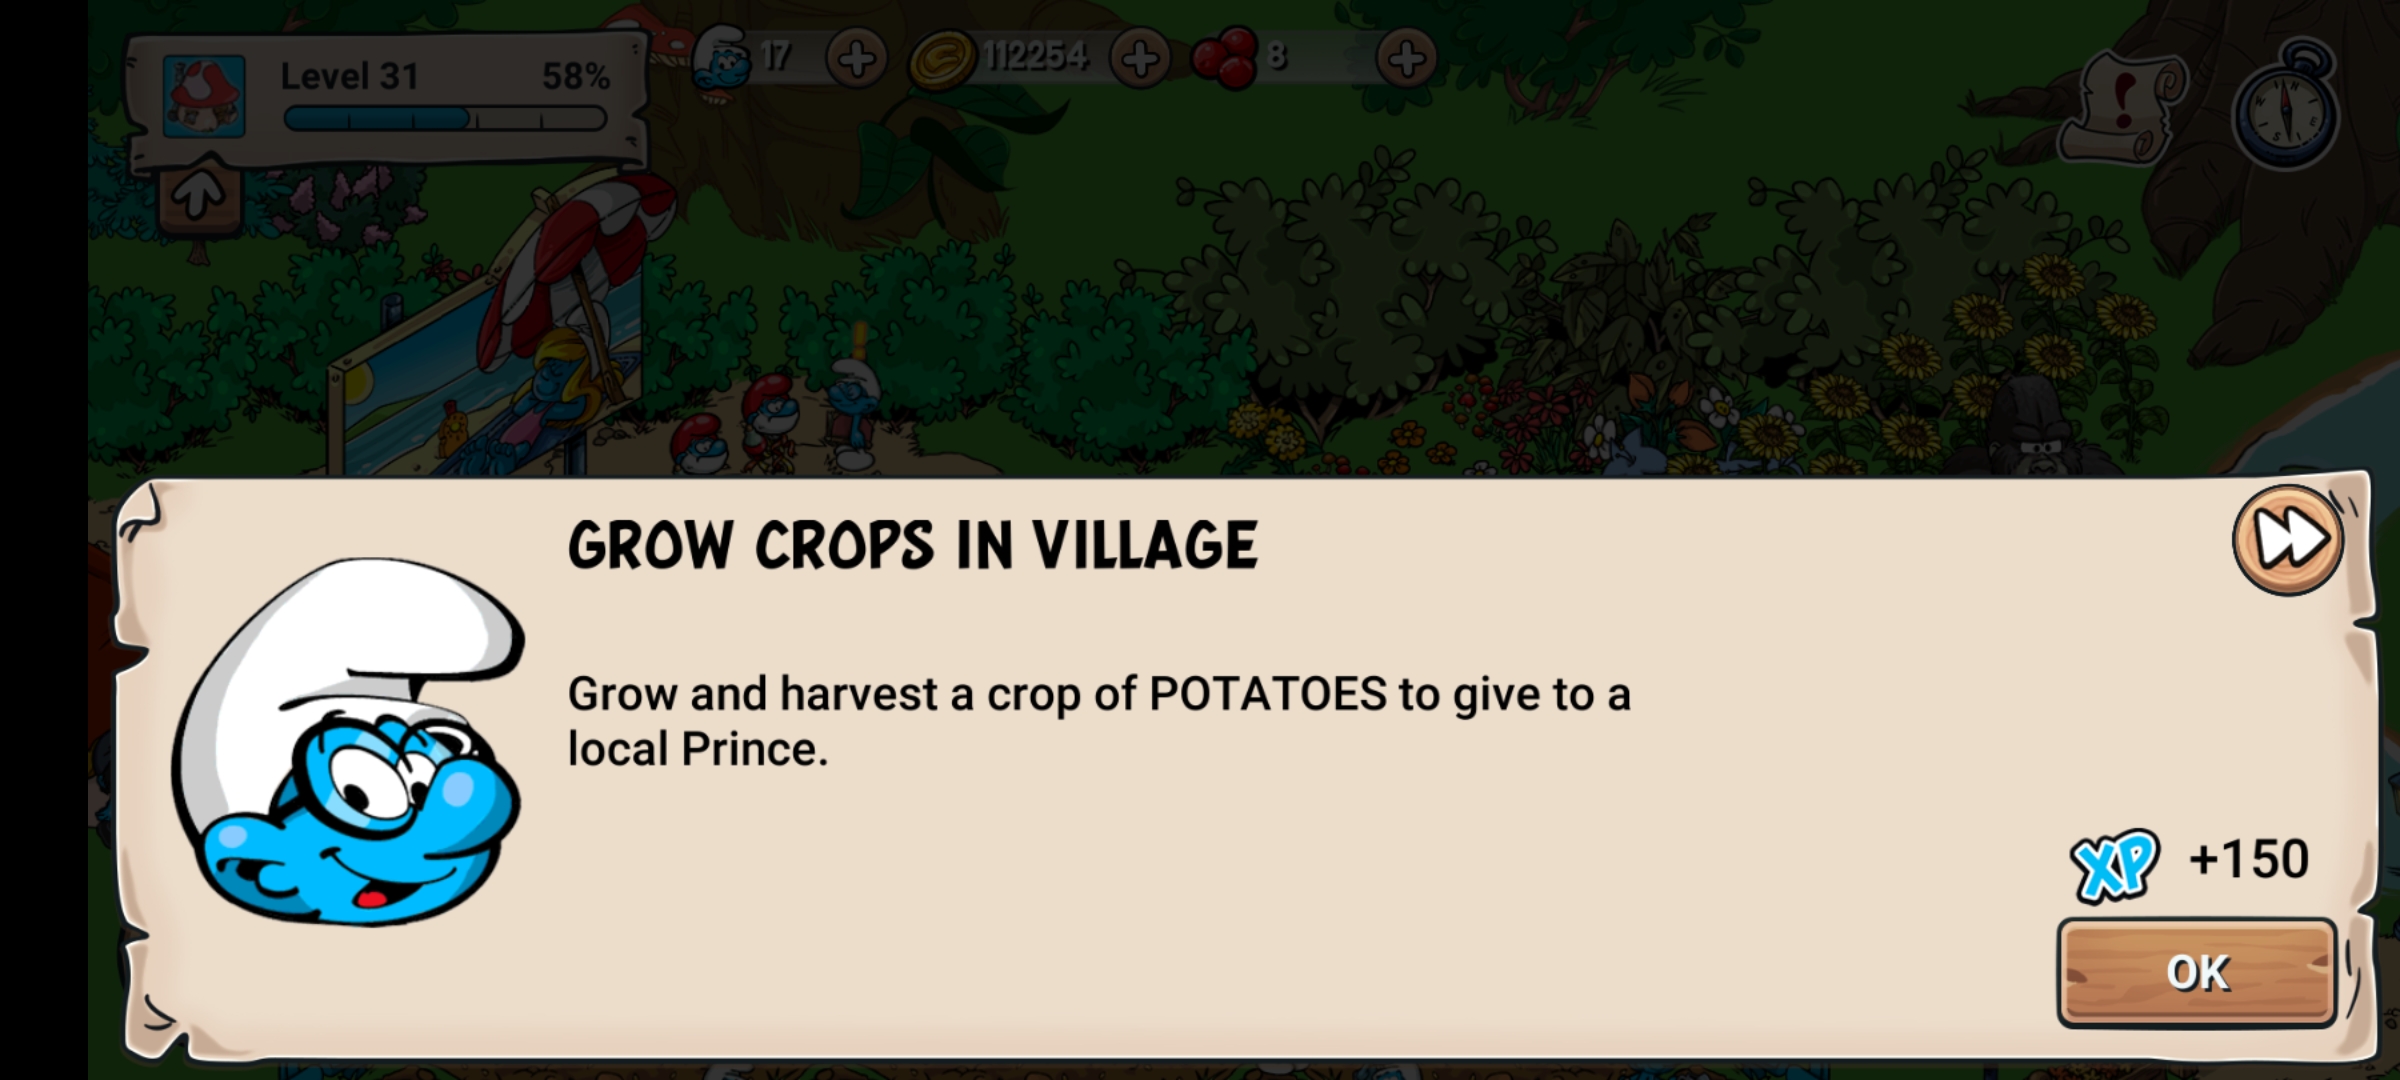 Level 31 58%
17
112254
8
GROW CROPS IN VILLAGE
Grow and harvest a crop of POTATOES to give to a
local Prince.
XP +150
OK